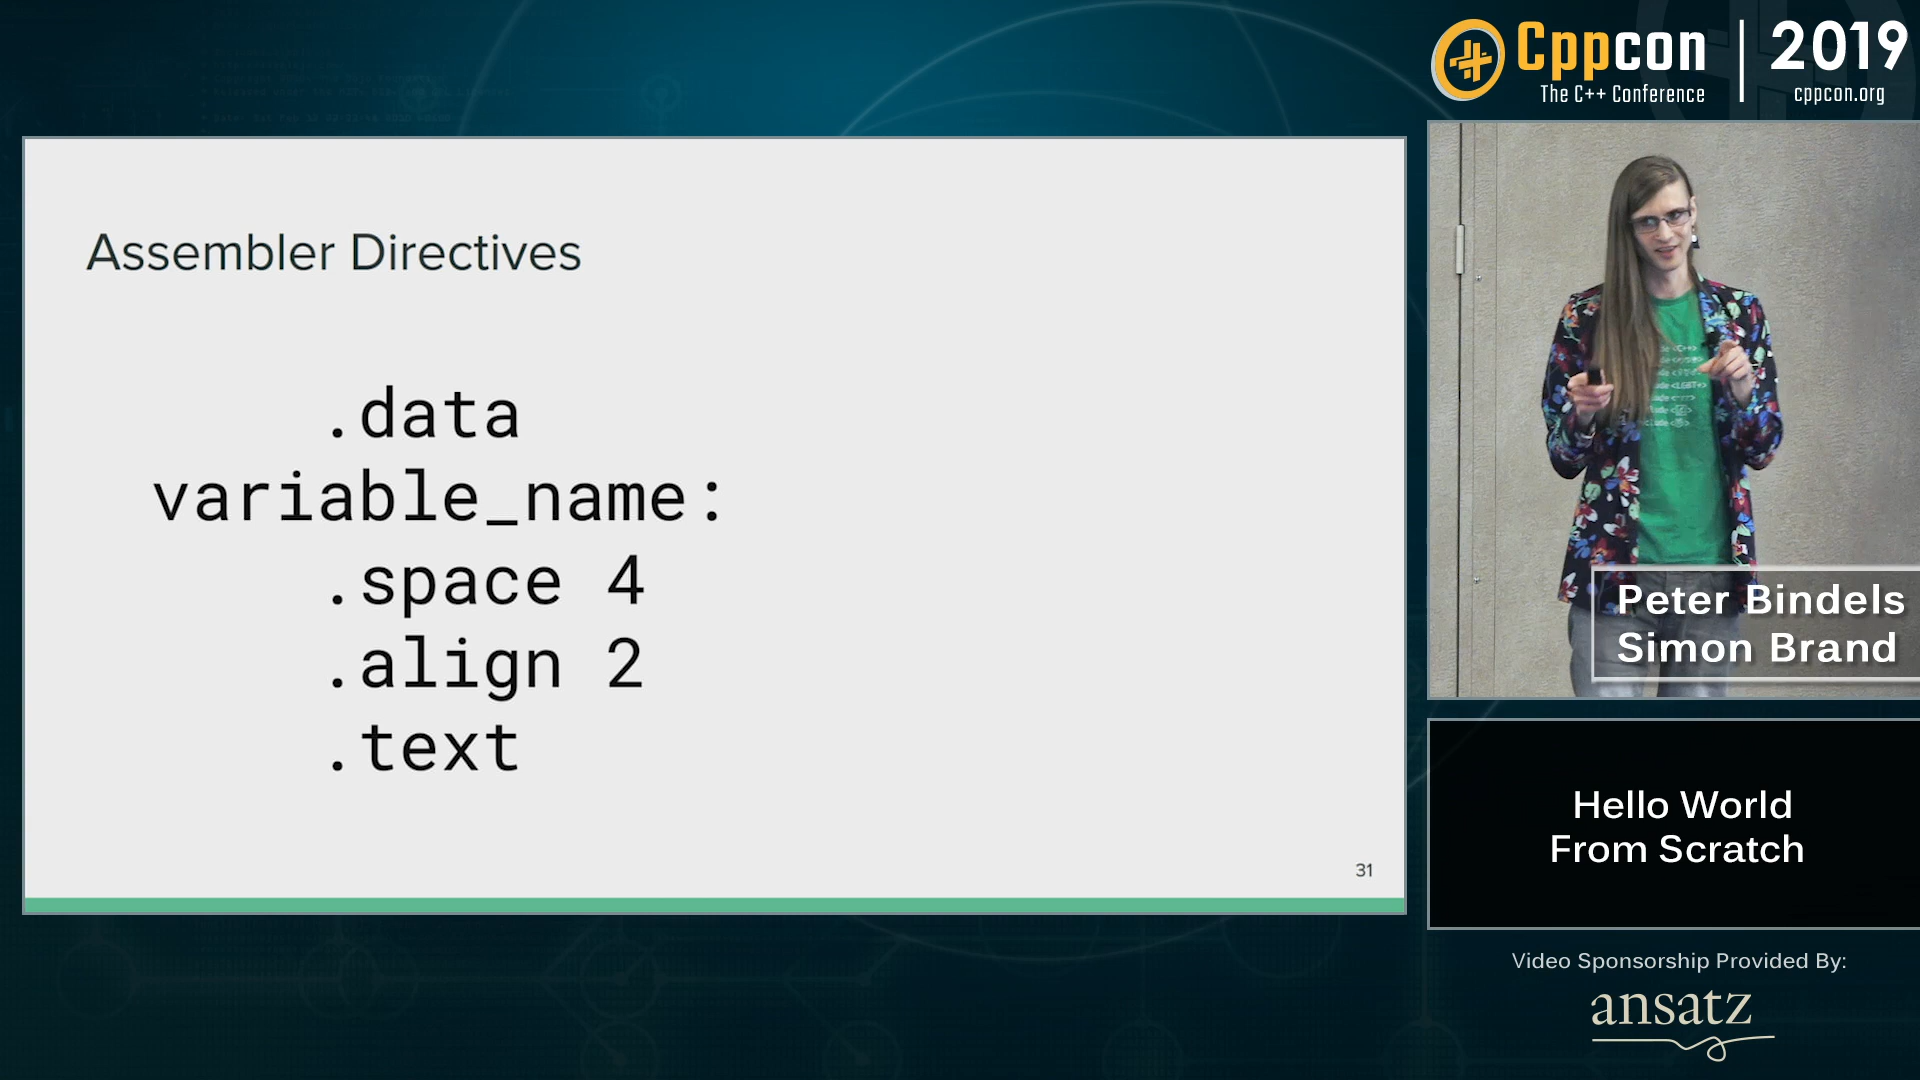 Cppcon
The C++ Conference
2019
cppcon.org
Assembler Directives
.data
variable_name:
.space 4
.align 2
.text
31
<C++>
<LGBT+>
Peter Bindels
Simon Brand
Hello World
From Scratch
Video Sponsorship Provided By:
ansatz